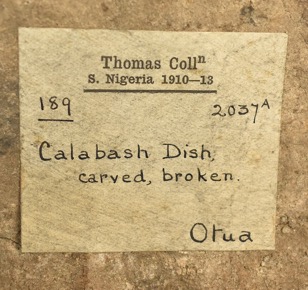 Thomas Collⁿ
S. Nigeria 1910–13
189 2037ᴬ
Calabash Dish,
carved, broken.
Otua